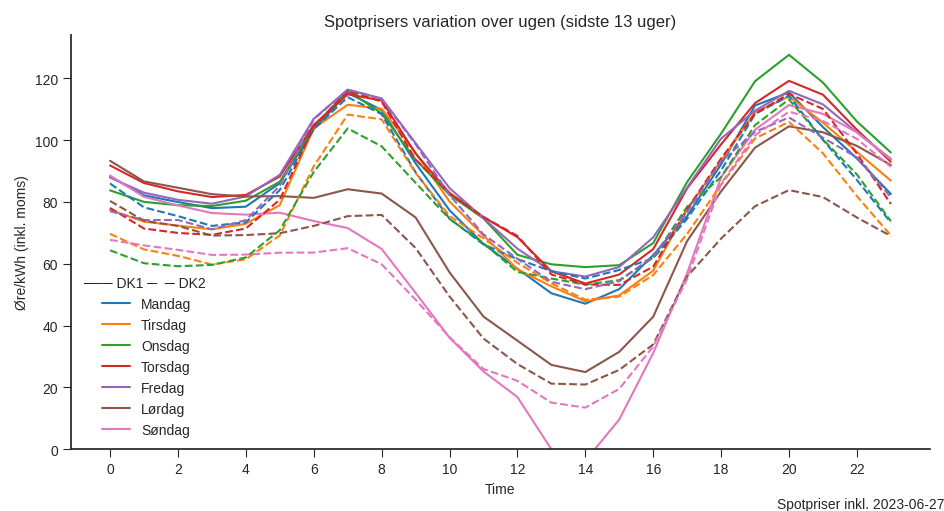 Spotprisers variation over ugen (sidste 13 uger)
Øre/kWh (inkl. moms)
120
100
80
60
40
20
0
DK1 DK2
Mandag
Tirsdag
Onsdag
Torsdag
Fredag
Lørdag
Søndag
0 2 4 6 8 10 12 14 16 18 20 22
Time
Spotpriser inkl. 2023-06-27